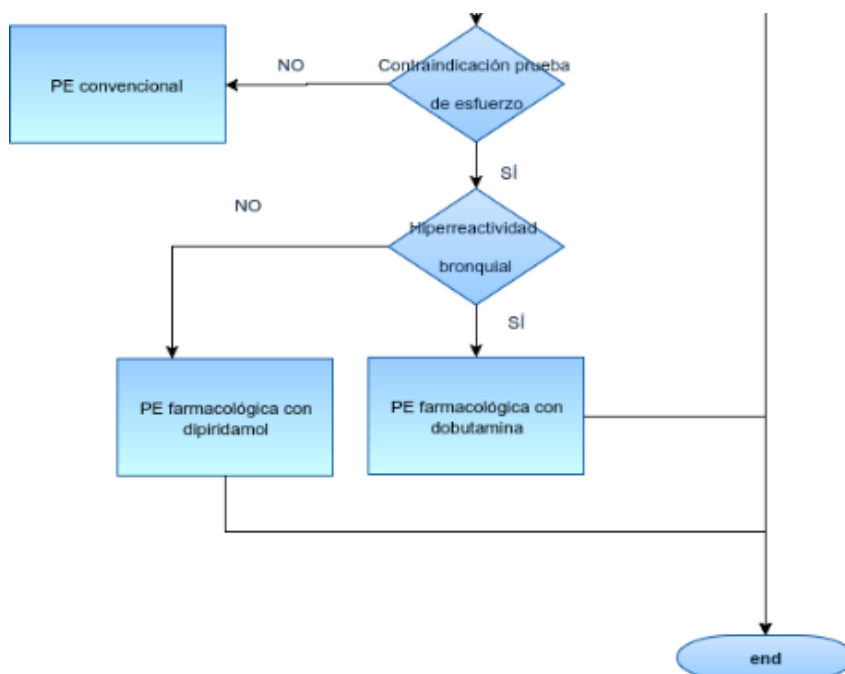 Contraindicación prueba
de esfuerzo
NO
PE convencional
SÍ
Hiperreactividad
bronquial
NO
SÍ
PE farmacológica con
dipiridamol
PE farmacológica con
dobutamina
end